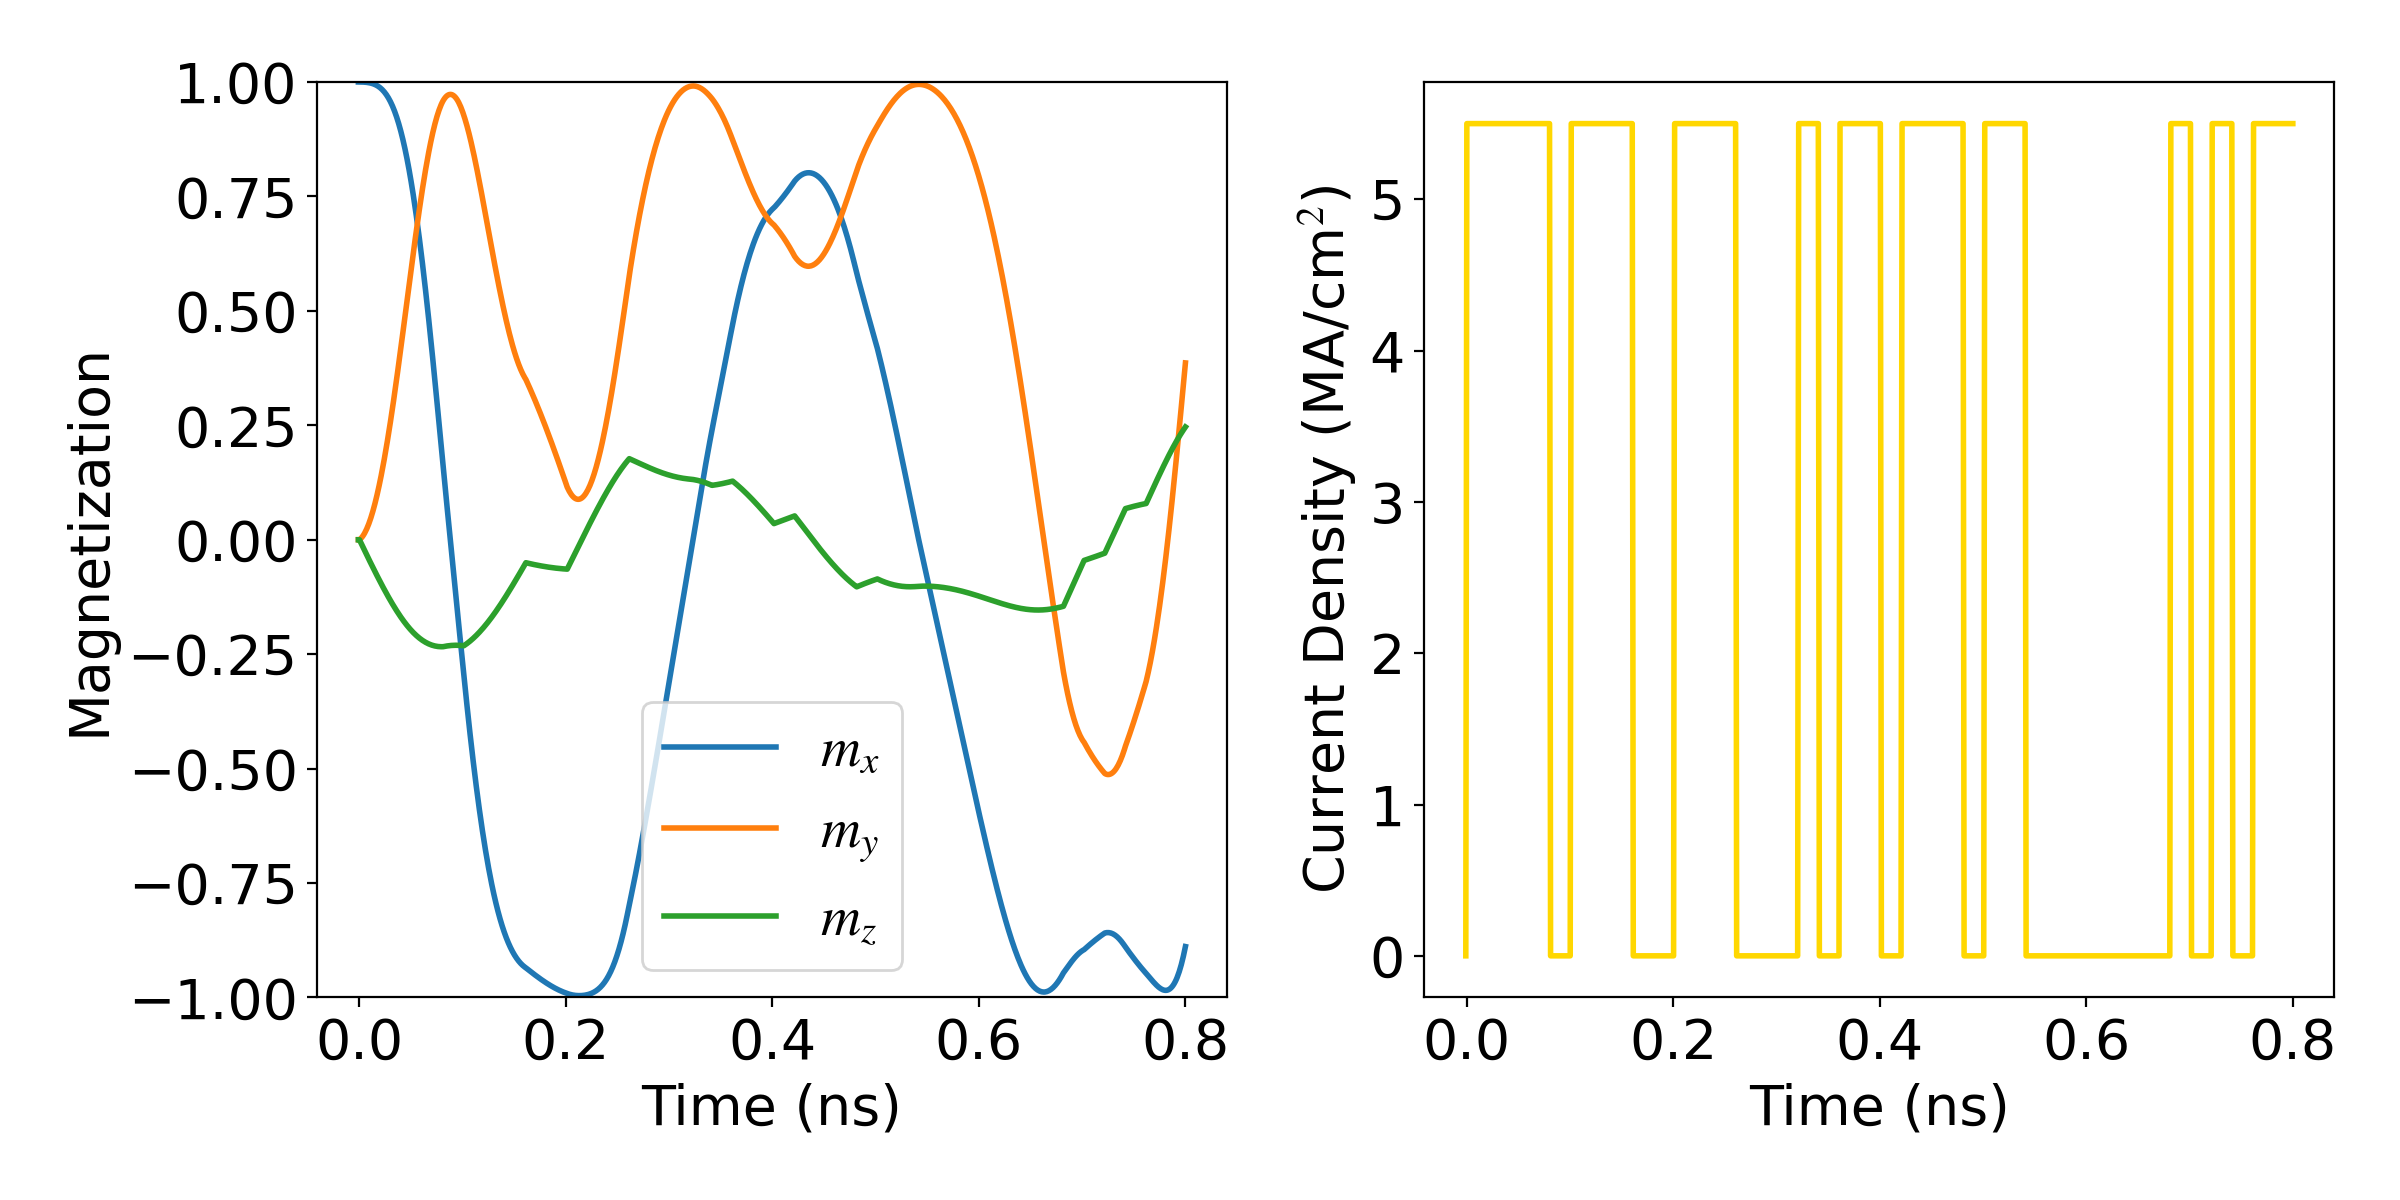 1.00
0.75
0.50
0.25
0.00
−0.25
−0.50
−0.75
−1.00
Magnetization
0.0 0.2 0.4 0.6 0.8
Time (ns)
mₓ
m_y
m_z
5
4
3
2
1
0
Current Density (MA/cm²)
0.0 0.2 0.4 0.6 0.8
Time (ns)